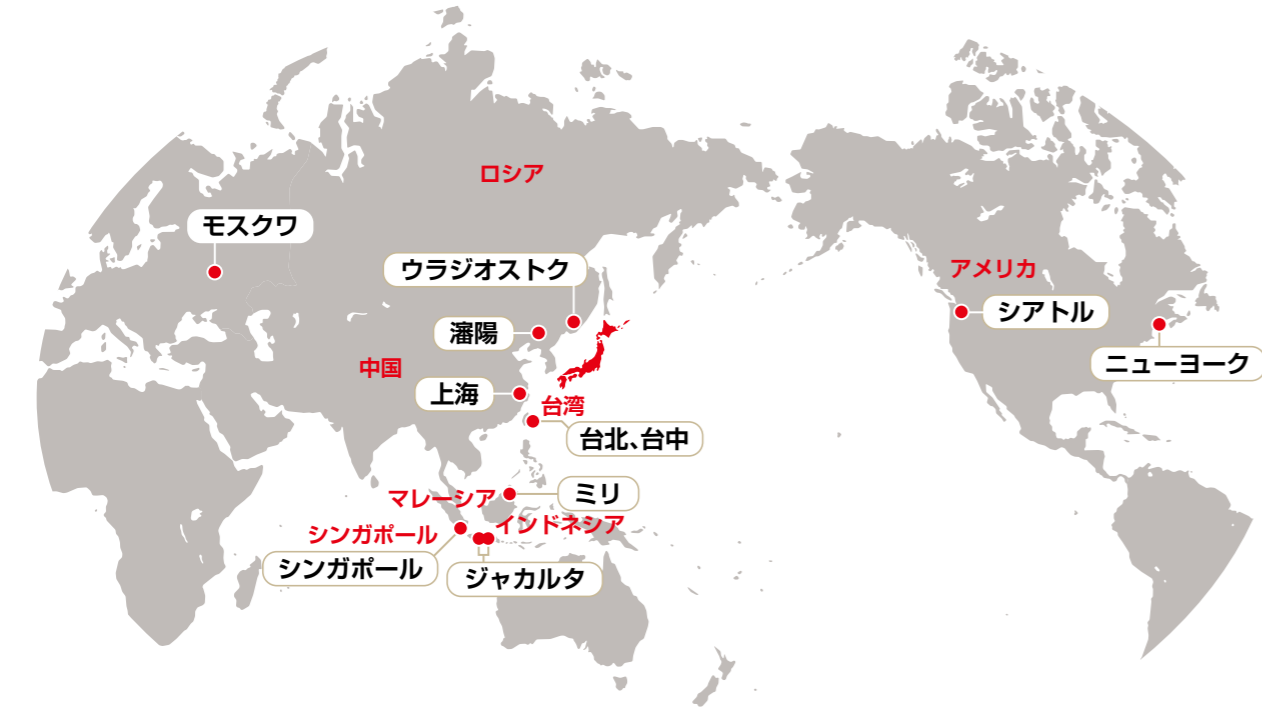 ロシア
モスクワ
ウラジオストク
アメリカ
シアトル
瀋陽
中国
ニューヨーク
上海
台湾
台北、台中
マレーシア
ミリ
インドネシア
シンガポール
シンガポール
ジャカルタ